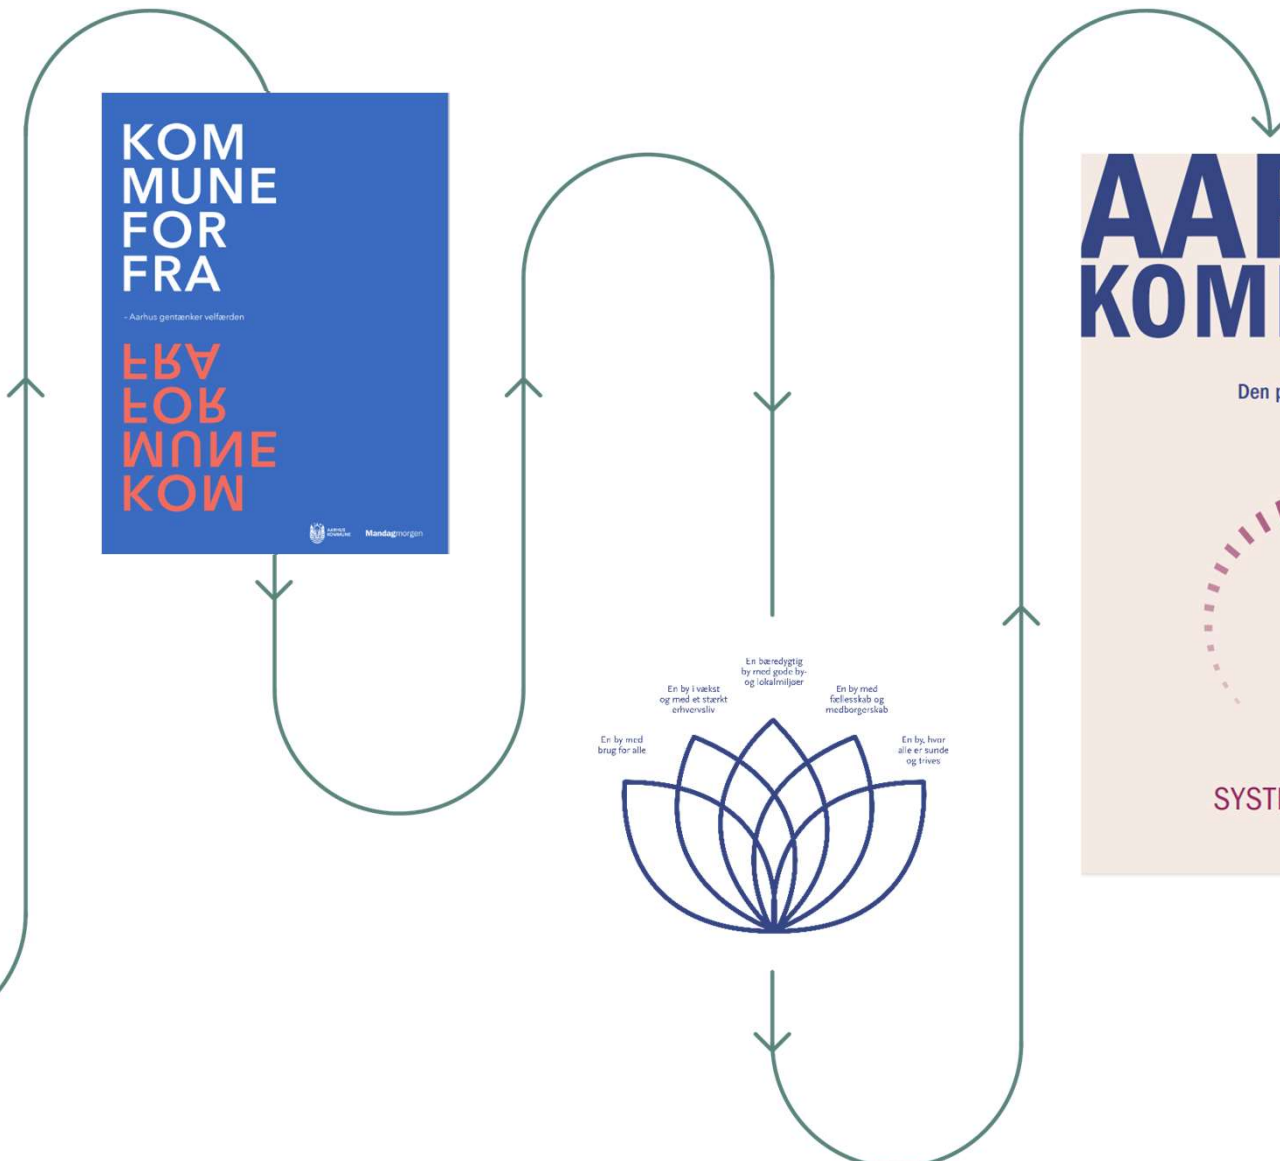 KOM
MUNE
FOR
FRA
- Aarhus gentænker velfærden
FRA
FOR
MUNE
KOM
AARHUS
KOMMUNE
Mandagmorgen
En bæredygtig
by med gode by-
og lokalmiljøer
En by i vækst
og med et stærkt
erhvervsliv
En by med
fællesskab og
medborgerskab
En by med
brug for alle
En by, hvor
alle er sunde
og trives
AA
KOM
Den
SYST